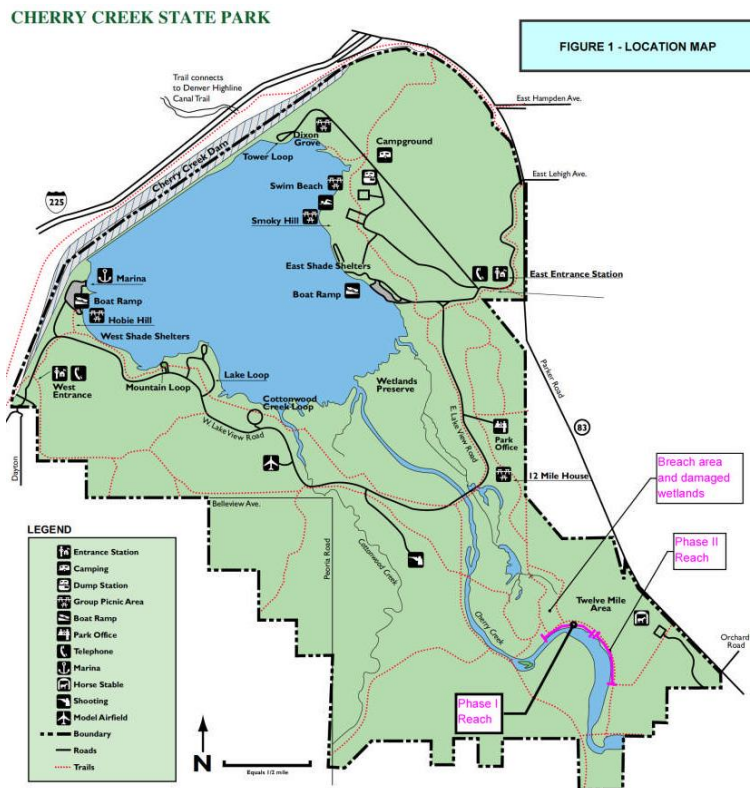 CHERRY CREEK STATE PARK
FIGURE 1 - LOCATION MAP
Trail connects
to Denver Highline
Canal Trail
East Hampden Ave.
Dixon
Grove
Tower Loop
Campground
Cherry Creek Dam
East Lehigh Ave.
Swim Beach
225
Smoky Hill
East Shade Shelters
East Entrance Station
Marina
Boat Ramp
Boat Ramp
Hobie Hill
West Shade Shelters
Parker Road
West
Entrance
Mountain Loop
Lake Loop
Wetlands
Preserve
Cottonwood
Creek Loop
E. Lake View Road
83
W. Lake View Road
Park
Office
Dayton
12 Mile House
Breach area
and damaged
wetlands
Belleview Ave.
Peoria Road
Cottonwood Creek
Phase II
Reach
LEGEND
Entrance Station
Camping
Dump Station
Group Picnic Area
Boat Ramp
Park Office
Telephone
Marina
Horse Stable
Shooting
Model Airfield
Boundary
Roads
Trails
Twelve Mile
Area
Cherry Creek
Orchard
Road
Phase I
Reach
N
Equals 1/2 mile